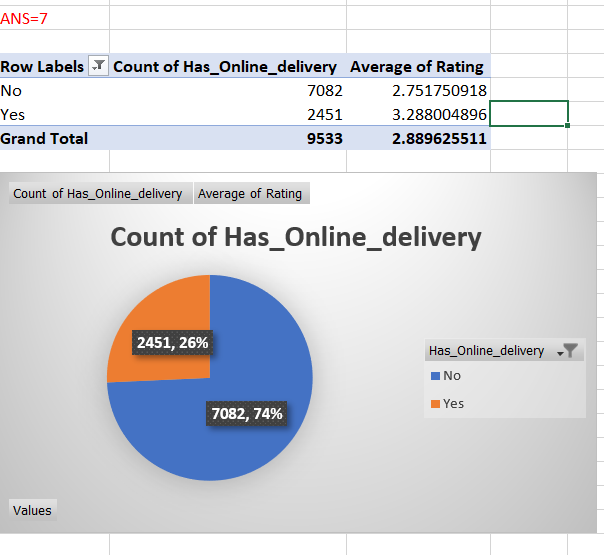 ANS=7
Row Labels Count of Has_Online_delivery Average of Rating
No 7082 2.751750918
Yes 2451 3.288004896
Grand Total 9533 2.889625511
Count of Has_Online_delivery Average of Rating
Count of Has_Online_delivery
2451, 26%
Has_Online_delivery
No
Yes
7082, 74%
Values